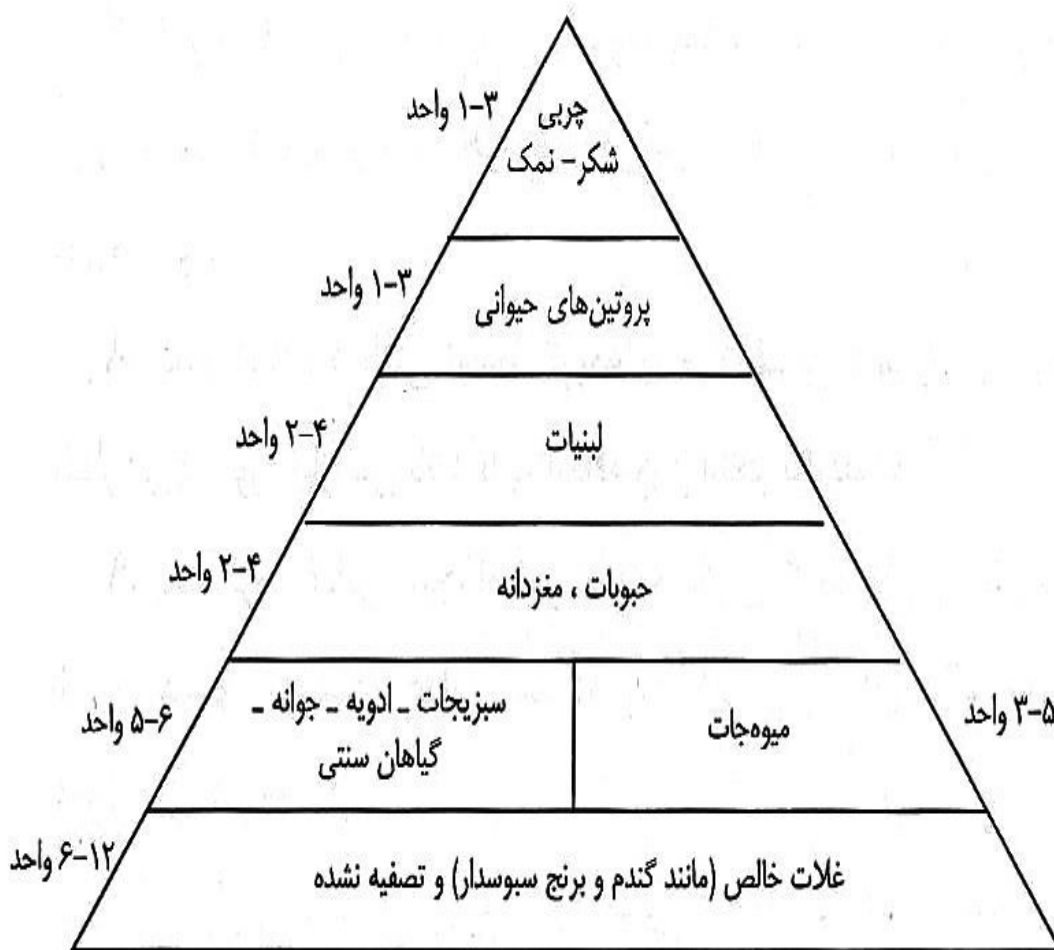 ۱-۳ واحد
چربی
شکر- نمک
۱-۳ واحد
پروتین‌های حیوانی
۲-۴ واحد
لبنیات
۲-۴ واحد
حبوبات ، مغزدانه
۳-۵ واحد
میوه‌جات
سبزیجات ـ ادویه ـ جوانه ـ
گیاهان سنتی
۵-۶ واحد
۶-۱۲ واحد
غلات خالص (مانند گندم و برنج سبوسدار) و تصفیه نشده